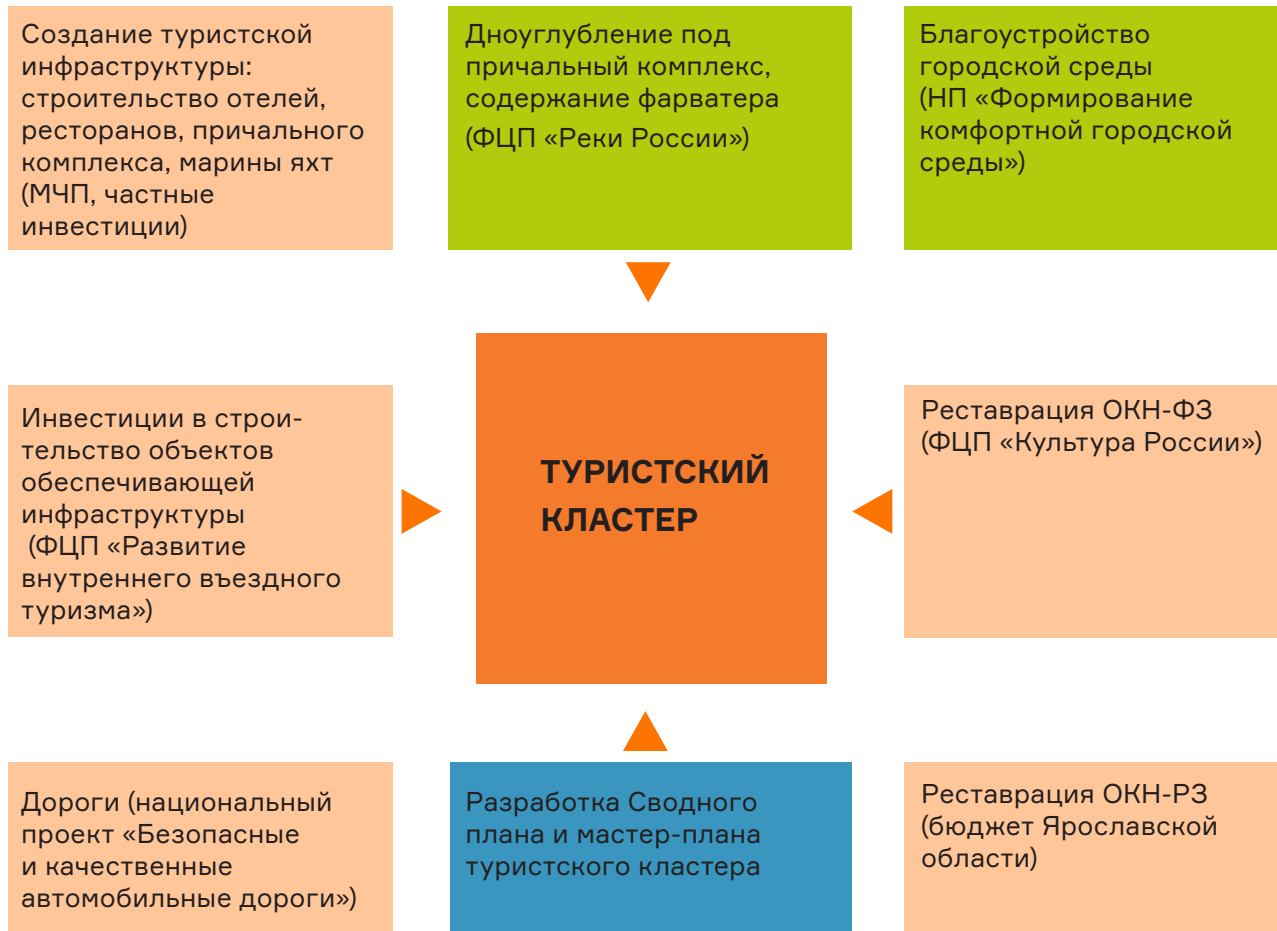 Создание туристской
инфраструктуры:
строительство отелей,
ресторанов, причального
комплекса, марины яхт
(МЧП, частные
инвестиции)
Дноуглубление под
причальный комплекс,
содержание фарватера
(ФЦП «Реки России»)
Благоустройство
городской среды
(НП «Формирование
комфортной городской
среды»)
Инвестиции в строи-
тельство объектов
обеспечивающей
инфраструктуры
(ФЦП «Развитие
внутреннего въездного
туризма»)
ТУРИСТСКИЙ
КЛАСТЕР
Реставрация ОКН-ФЗ
(ФЦП «Культура России»)
Дороги (национальный
проект «Безопасные
и качественные
автомобильные дороги»)
Разработка Сводного
плана и мастер-плана
туристского кластера
Реставрация ОКН-РЗ
(бюджет Ярославской
области)